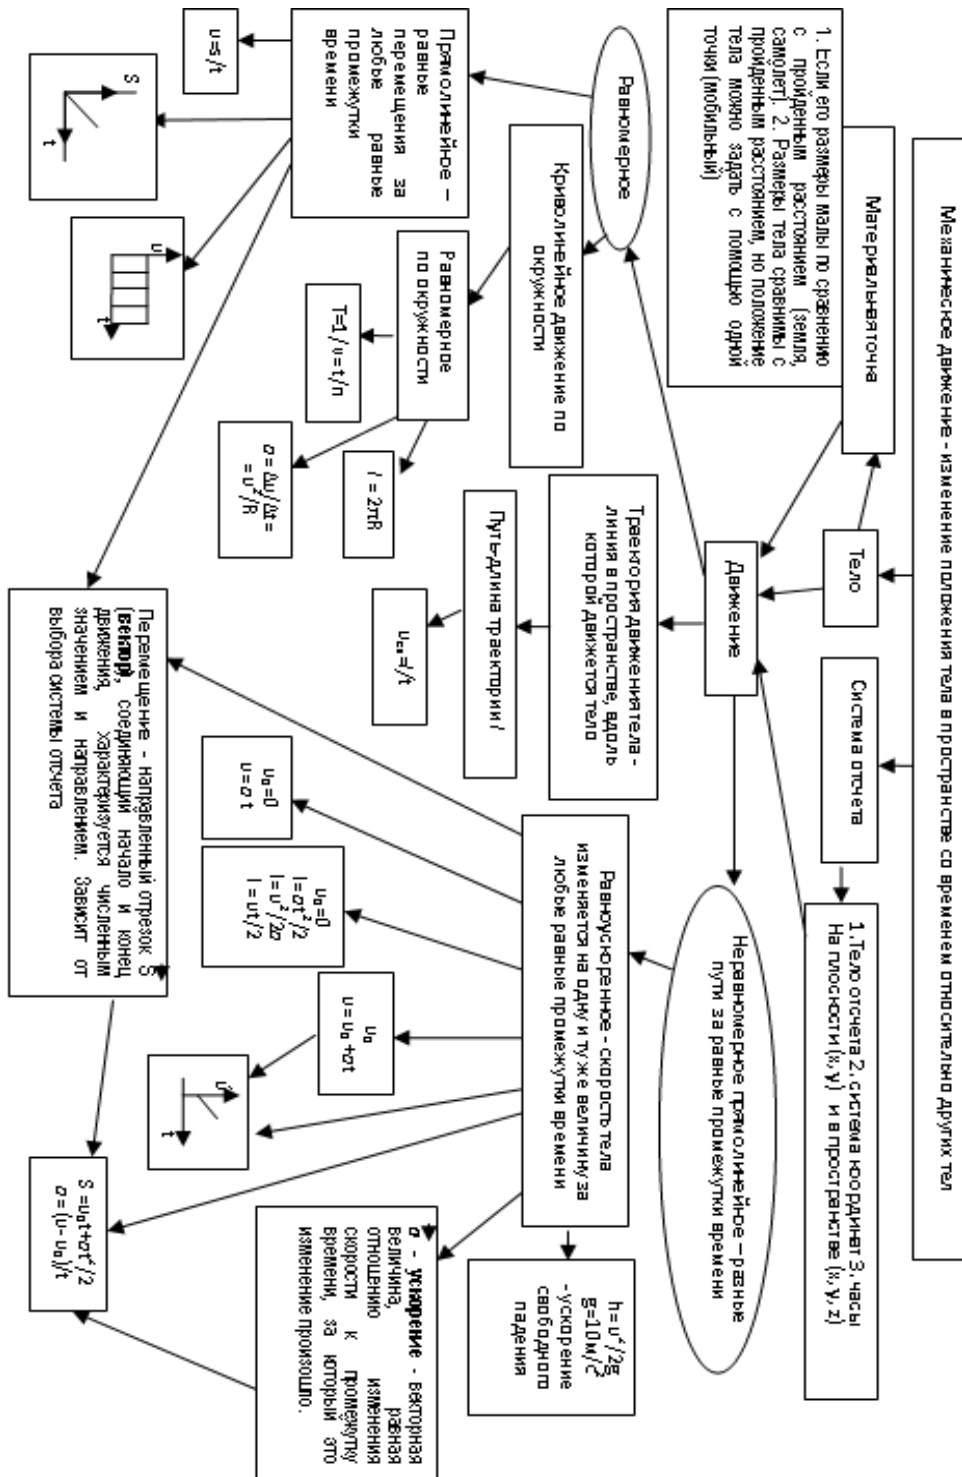 Механическое движение - изменение положения тела в пространстве со временем относительно других тел
Материальная точка
Тело
Система отсчета
1. Если его размеры малы по сравнению
с пройденным расстоянием (земля,
самолет). 2. Размеры тела сравнимы с
пройденным расстоянием, но положение
тела можно задать с помощью одной
точки (мобильный)
Движение
1.Тело отсчета 2. система координат 3. часы
На плоскости (x, y) и в пространстве (x, y, z)
Равномерное
Криволинейное движение по
окружности
Траектория движения тела -
линия в пространстве, вдоль
которой движется тело
Неравномерное прямолинейное – разные
пути за равные промежутки времени
Прямолинейное –
равные
перемещения за
любые равные
промежутки
времени
Равномерное
по окружности
Путь-длина траектории l
Равноускоренное - скорость тела
изменяется на одну и ту же величину за
любые равные промежутки времени
h = υ²/2g
g=10м/с²
-ускорение
свободного
падения
υ=s/t
S
t
υ
t
T=1/ν=t/n
a = Δυ/Δt =
= υ²/R
l = 2πR
υcs=l/t
υ₀=0
υ=at
υ₀=0
l=at²/2
l=υ²/2a
l=υt/2
υ₀
υ=υ₀+at
υ
t
a - ускорение - векторная
величина, равная
отношению изменения
скорости к промежутку
времени, за который это
изменение произошло.
Перемещение - направленный отрезок S
(вектор), соединяющий начало и конец
движения, характеризуется численным
значением и направлением. Зависит от
выбора системы отсчета
S=υ₀t+at²/2
a=(υ-υ₀)/t